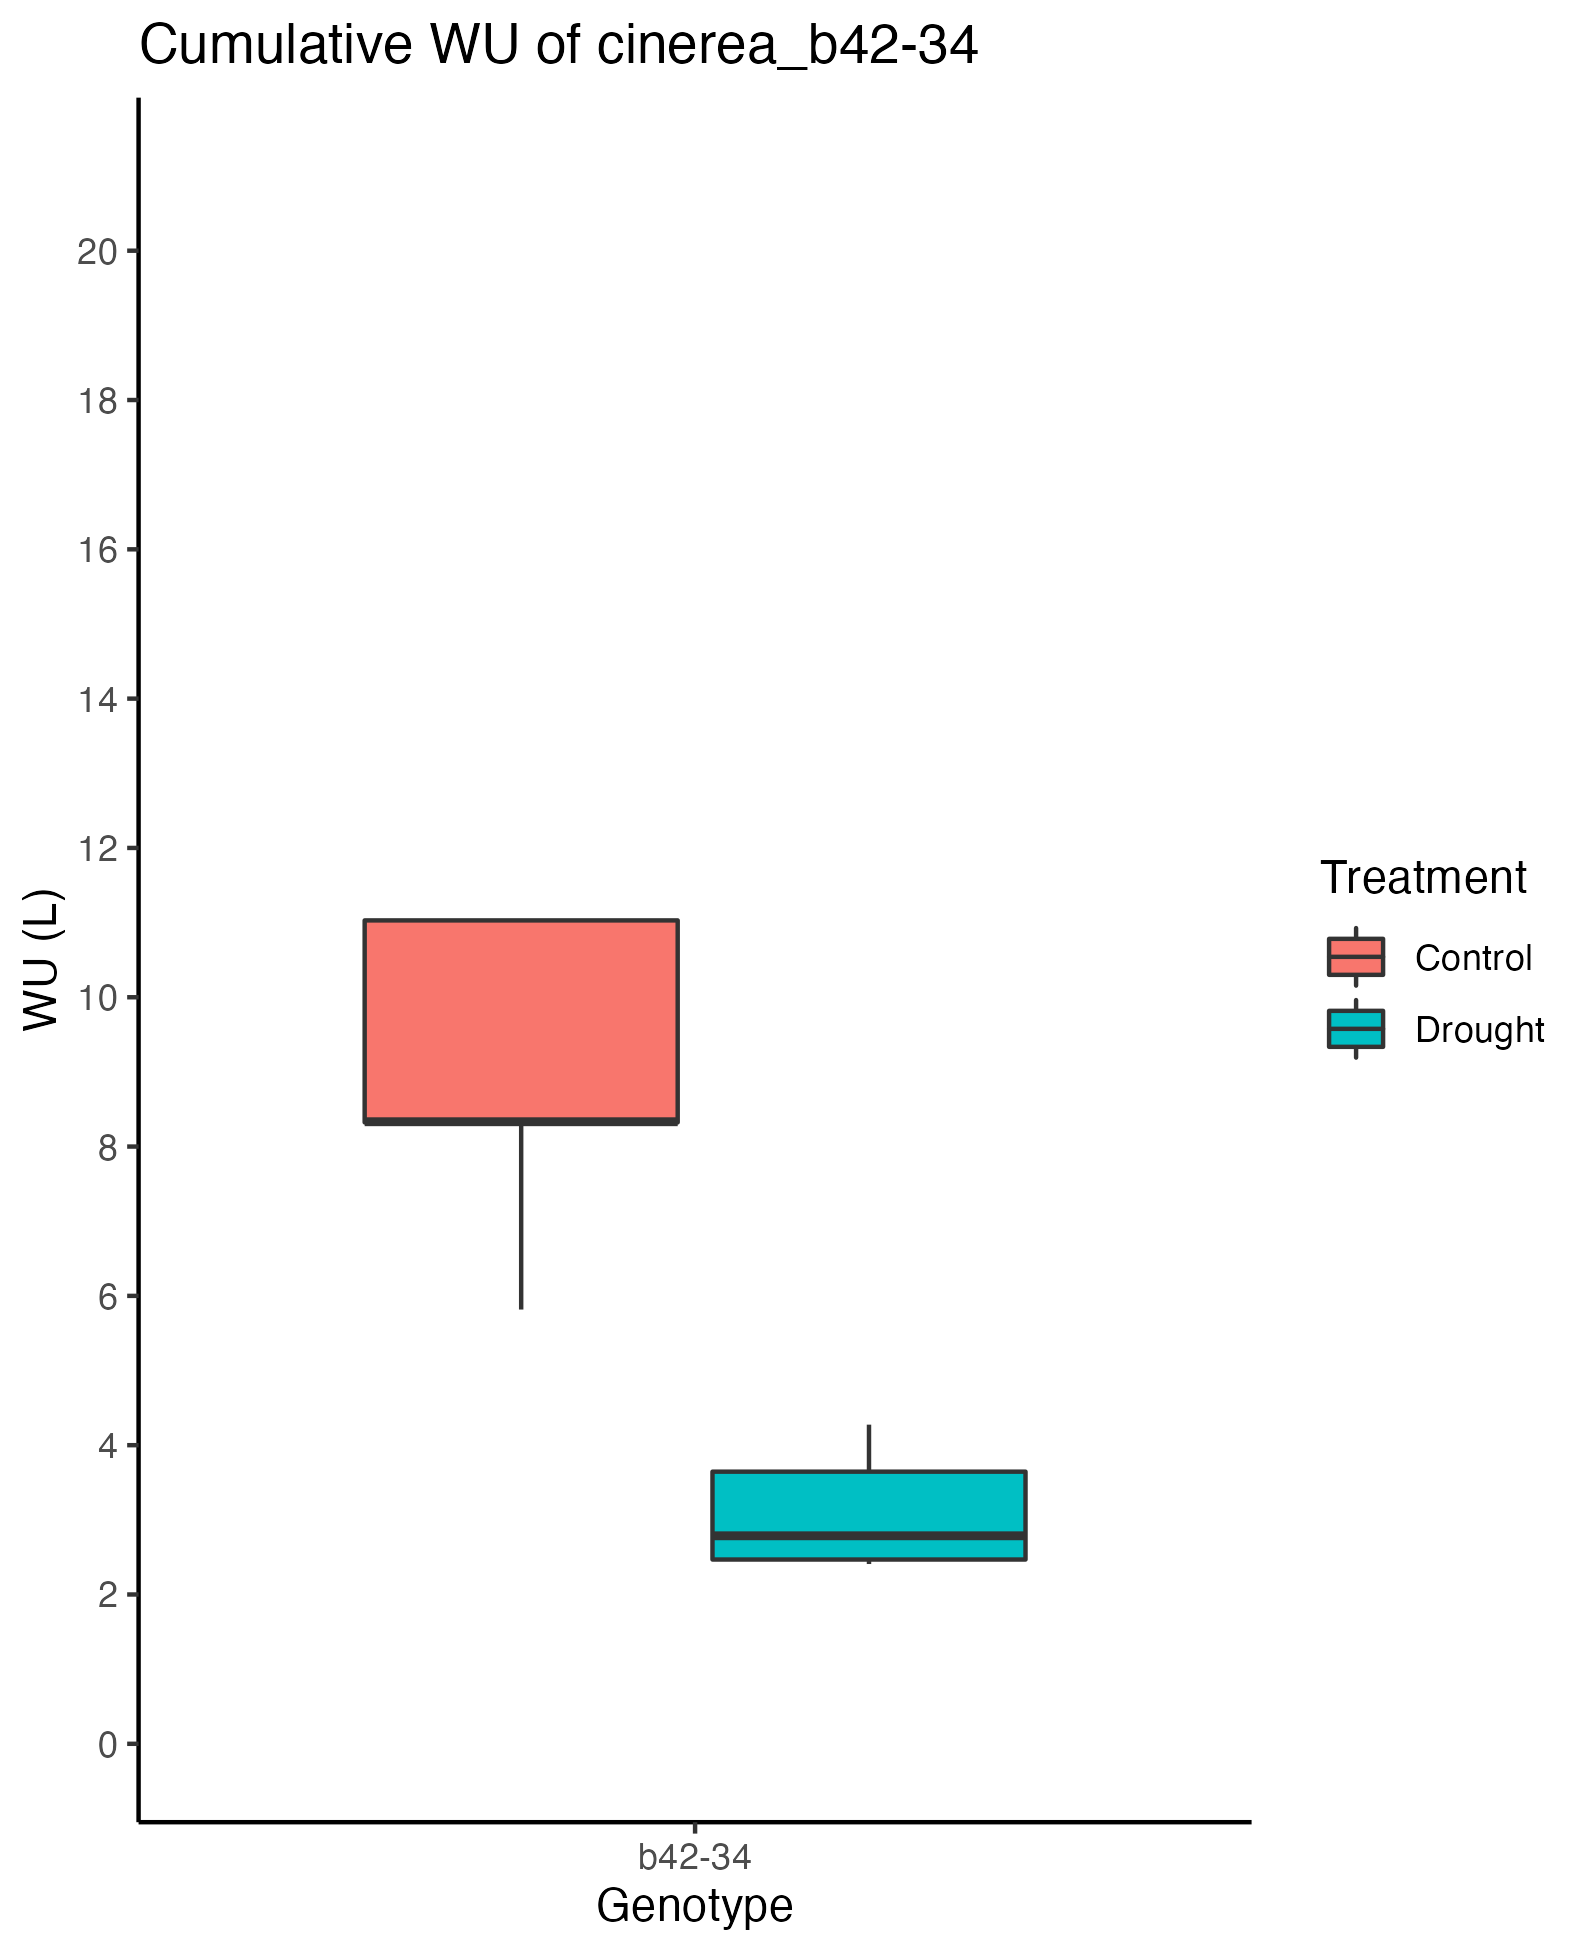 Cumulative WU of cinerea_b42-34
WU (L)
20
18
16
14
12
10
8
6
4
2
0
b42-34
Genotype
Treatment
Control
Drought